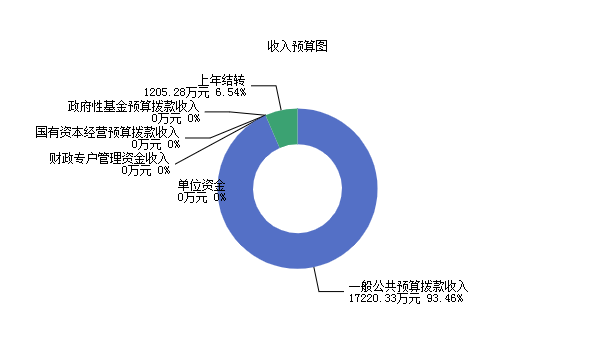 收入预算图
上年结转
1205.28万元 6.54%
政府性基金预算拨款收入
0万元 0%
国有资本经营预算拨款收入
0万元 0%
财政专户管理资金收入
0万元 0%
单位资金
0万元 0%
一般公共预算拨款收入
17220.33万元 93.46%